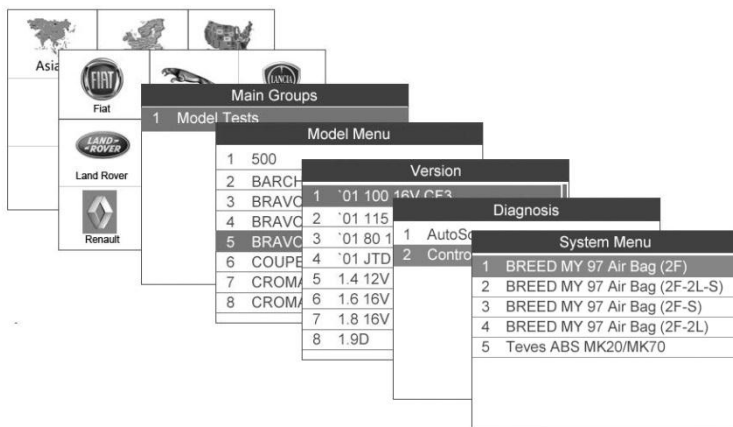 Asia
FIAT
Fiat
LAND-
-ROVER
Land Rover
Renault
LANCIA
Main Groups
1 Model Tests
Model Menu
1 500
2 BARCH
3 BRAVO
4 BRAVO
5 BRAVO
6 COUPE
7 CROMA
8 CROMA
Version
1 `01 100 16V CF3
2 `01 115
3 `01 80 1
4 `01 JTD
5 1.4 12V
6 1.6 16V
7 1.8 16V
8 1.9D
Diagnosis
1 AutoSc
2 Contro
System Menu
1 BREED MY 97 Air Bag (2F)
2 BREED MY 97 Air Bag (2F-2L-S)
3 BREED MY 97 Air Bag (2F-S)
4 BREED MY 97 Air Bag (2F-2L)
5 Teves ABS MK20/MK70